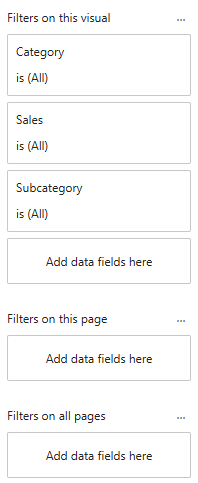 Filters on this visual ...
Category
is (All)
Sales
is (All)
Subcategory
is (All)
Add data fields here
Filters on this page ...
Add data fields here
Filters on all pages ...
Add data fields here